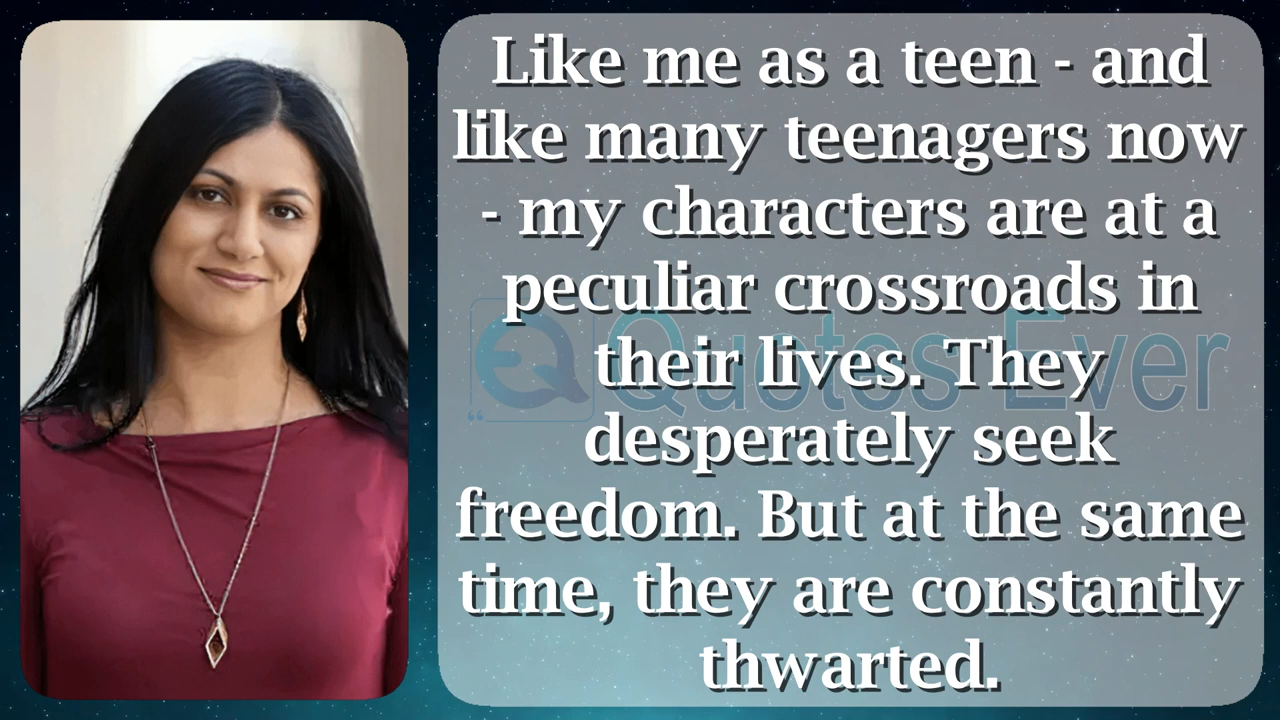 Like me as a teen - and
like many teenagers now
- my characters are at a
peculiar crossroads in
their lives. They
desperately seek
freedom. But at the same
time, they are constantly
thwarted.
EQ Quotes Ever